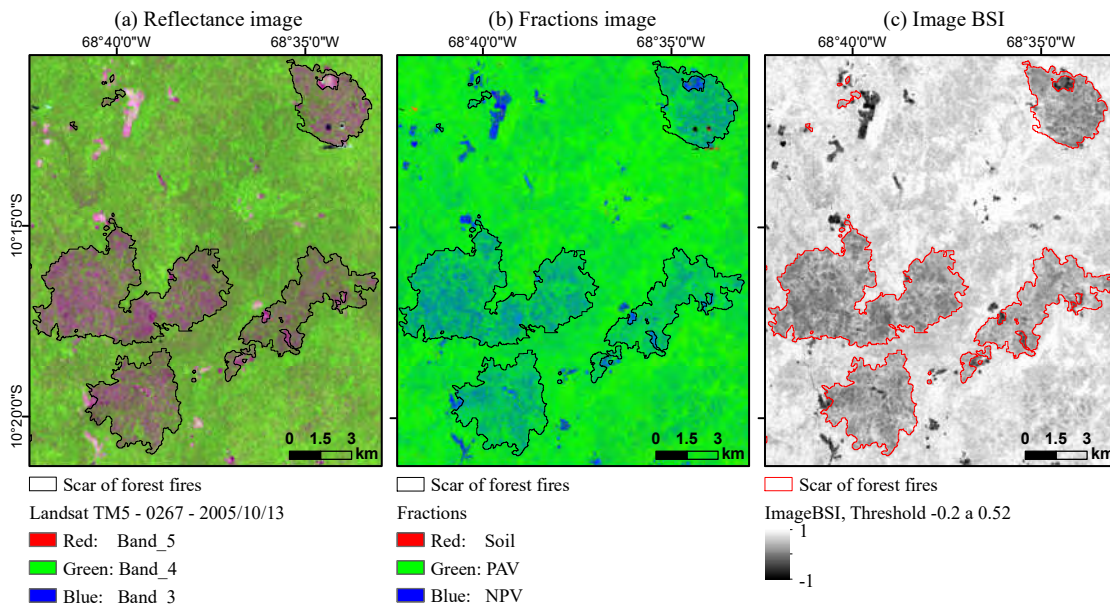 (a) Reflectance image
(b) Fractions image
(c) Image BSI
68°40'0"W 68°35'0"W
68°40'0"W 68°35'0"W
68°40'0"W 68°35'0"W
10°15'0"S
10°20'0"S
0 1.5 3
km
0 1.5 3
km
0 1.5 3
km
Scar of forest fires
Landsat TM5 - 0267 - 2005/10/13
Red: Band_5
Green: Band_4
Blue: Band_3
Scar of forest fires
Fractions
Red: Soil
Green: PAV
Blue: NPV
Scar of forest fires
ImageBSI, Threshold -0.2 a 0.52
1
-1